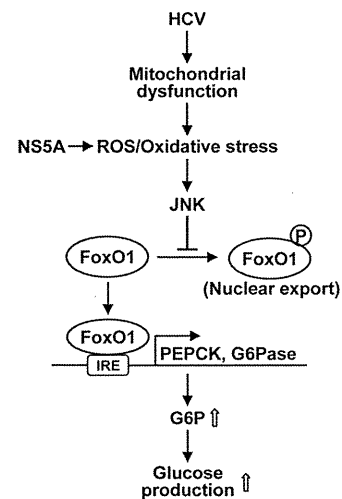 HCV
Mitochondrial
dysfunction
NS5A ROS/Oxidative stress
JNK
P
FoxO1 FoxO1
(Nuclear export)
FoxO1
IRE PEPCK, G6Pase
G6P⇧
Glucose
production ⇧